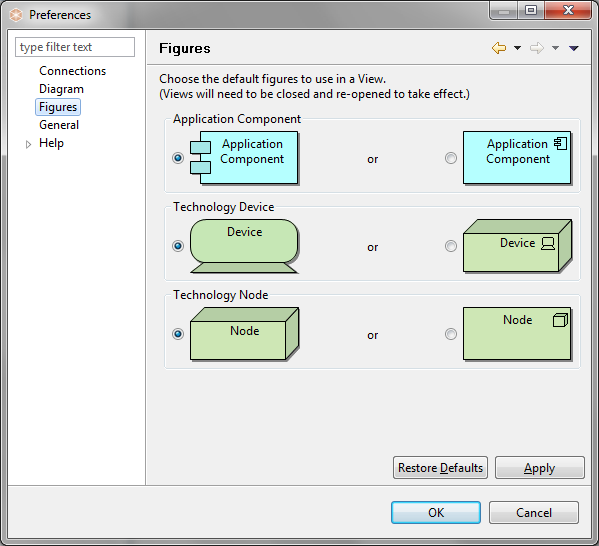 Preferences
type filter text
Connections
Diagram
Figures
General
Help
Figures
Choose the default figures to use in a View.
(Views will need to be closed and re-opened to take effect.)
Application Component
Application
Component
or
Application
Component
Technology Device
Device
or
Device
Technology Node
Node
or
Node
Restore Defaults
Apply
OK
Cancel